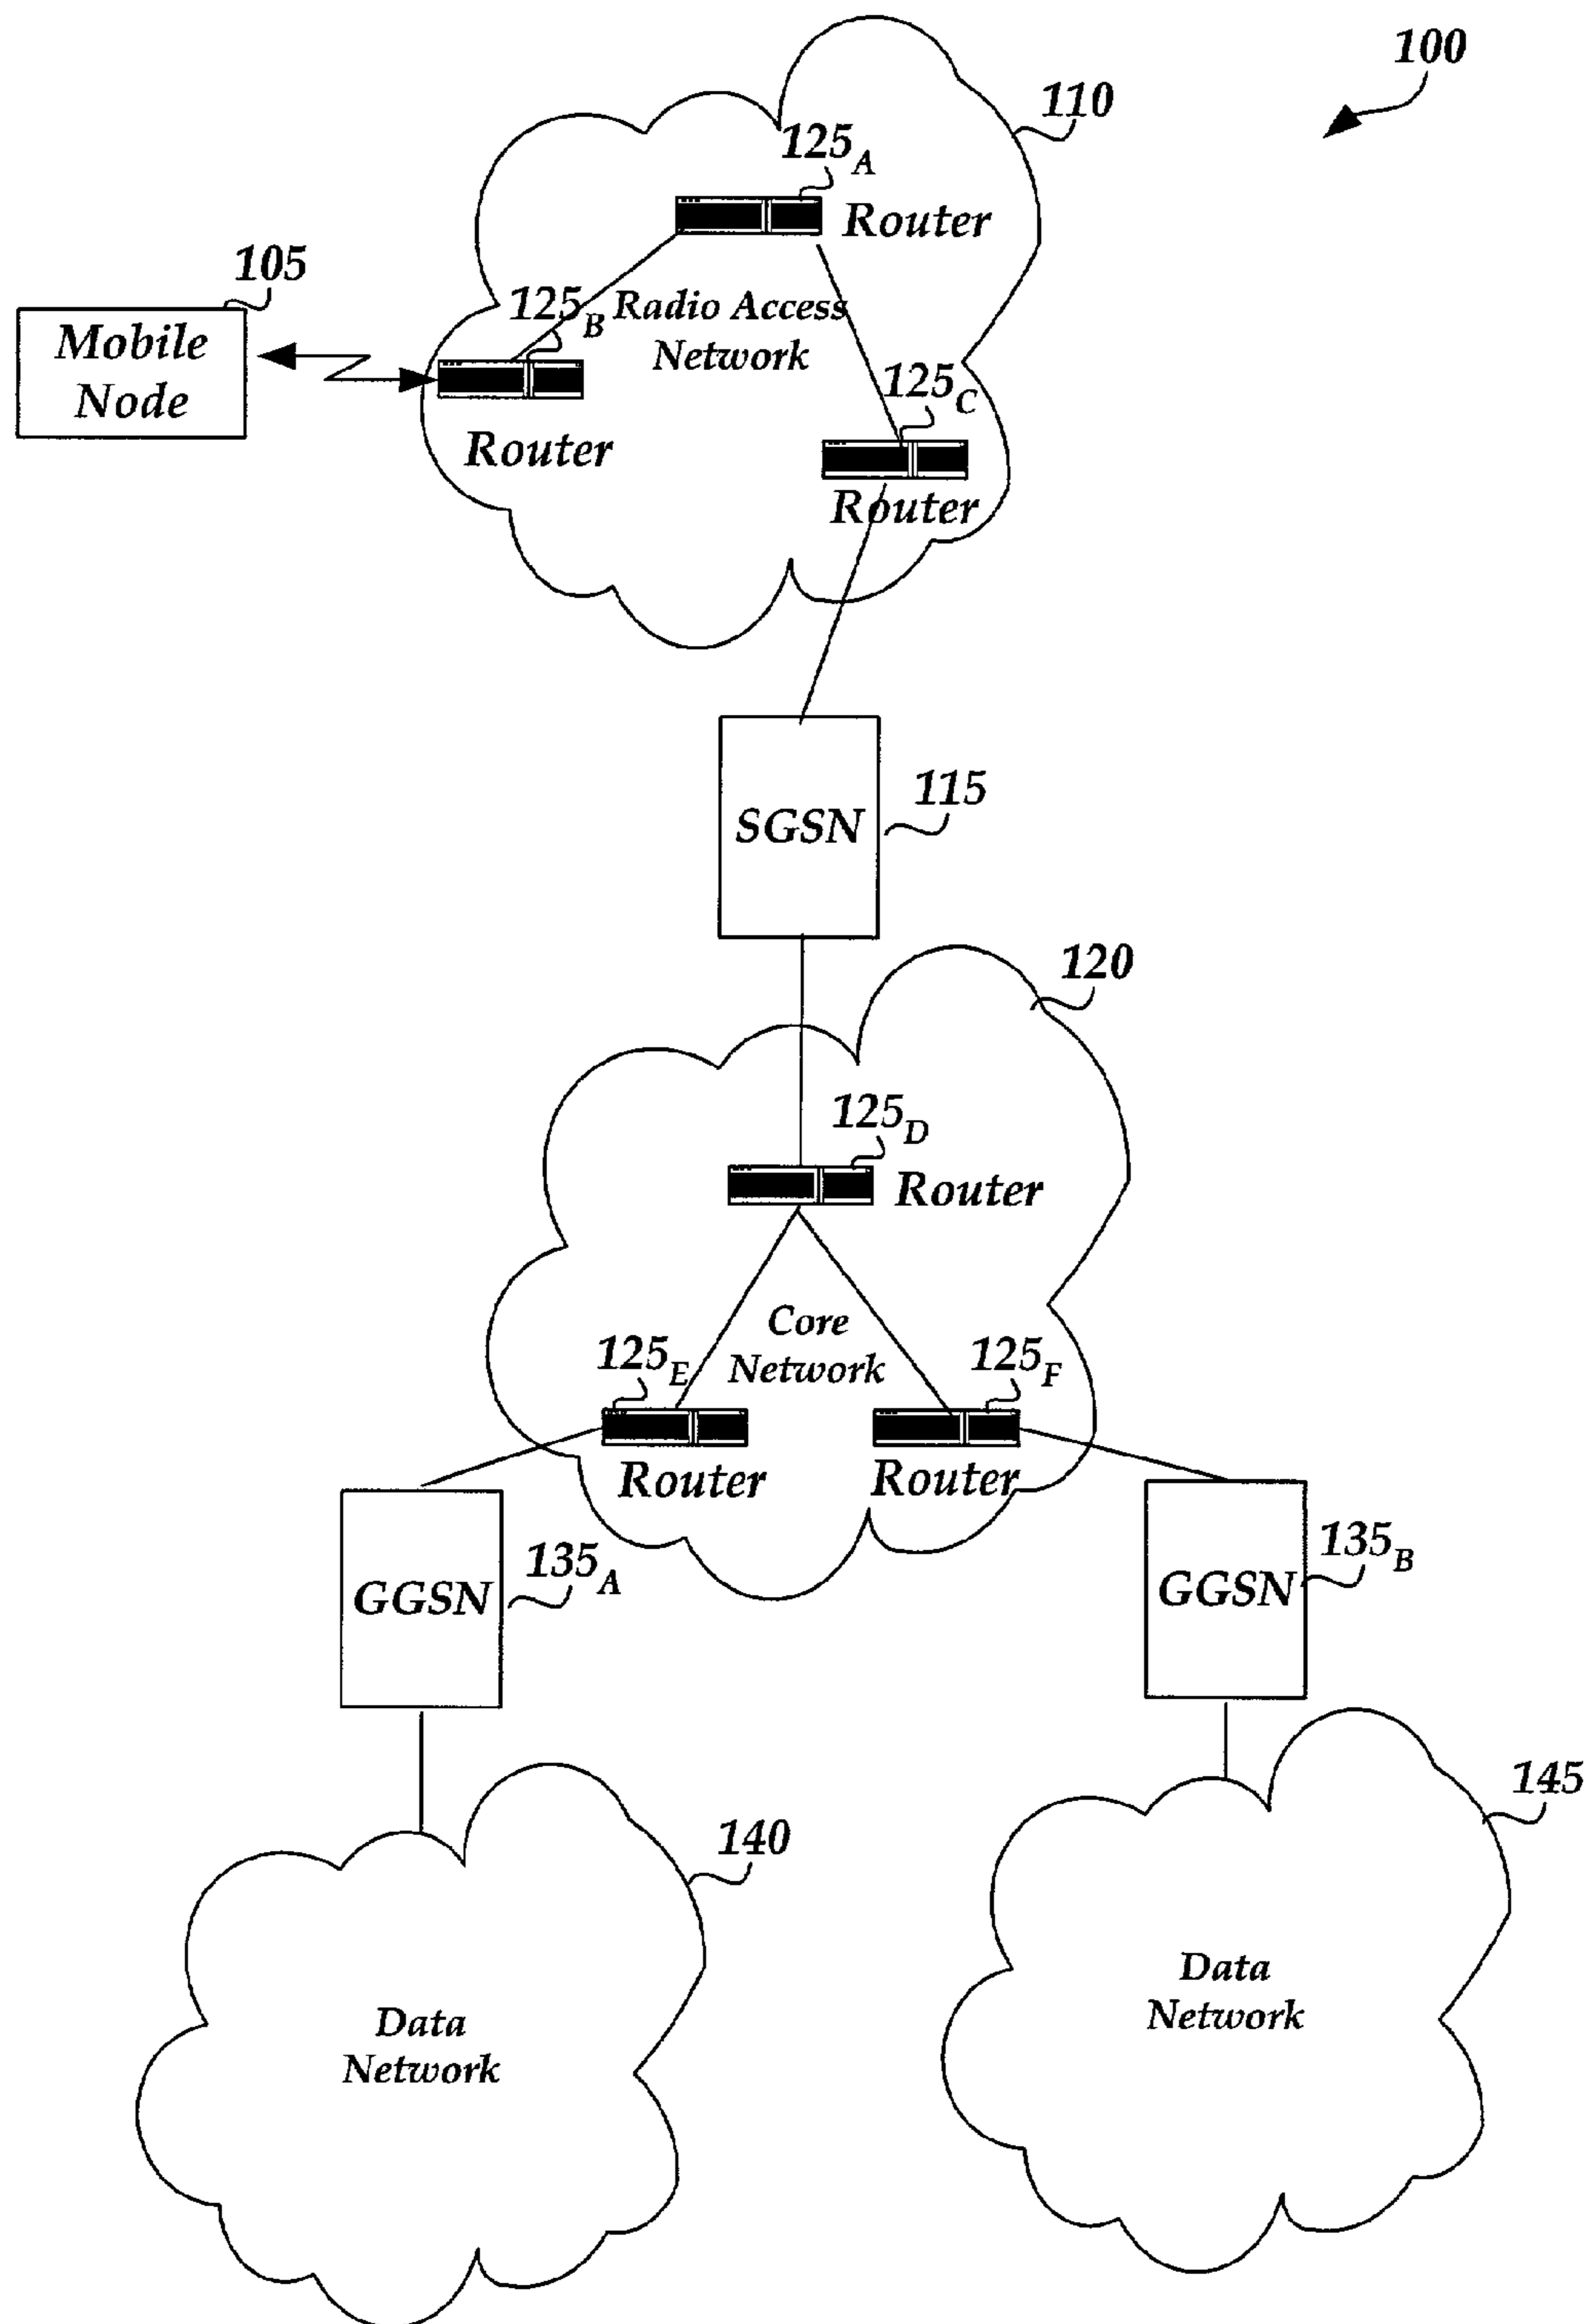 100
110
125A
Router
105
Mobile
Node
125B
Radio Access
Network
125C
Router
Router
SGSN
115
120
125D
Router
Core
Network
125E
125F
Router
Router
GGSN
135A
GGSN
135B
145
140
Data
Network
Data
Network